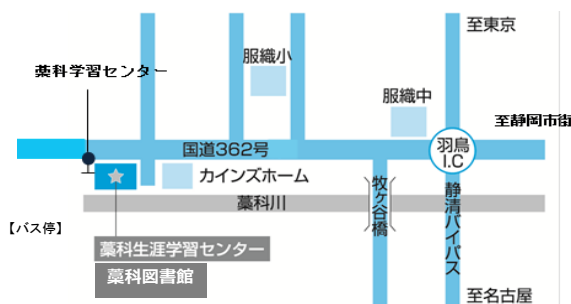 至東京
服織小
藁科学習センター
服織中
至静岡市街
国道362号
羽鳥
I.C
カインズホーム
牧ヶ谷橋
静清バイパス
藁科川
【バス停】
藁科生涯学習センター
藁科図書館
至名古屋